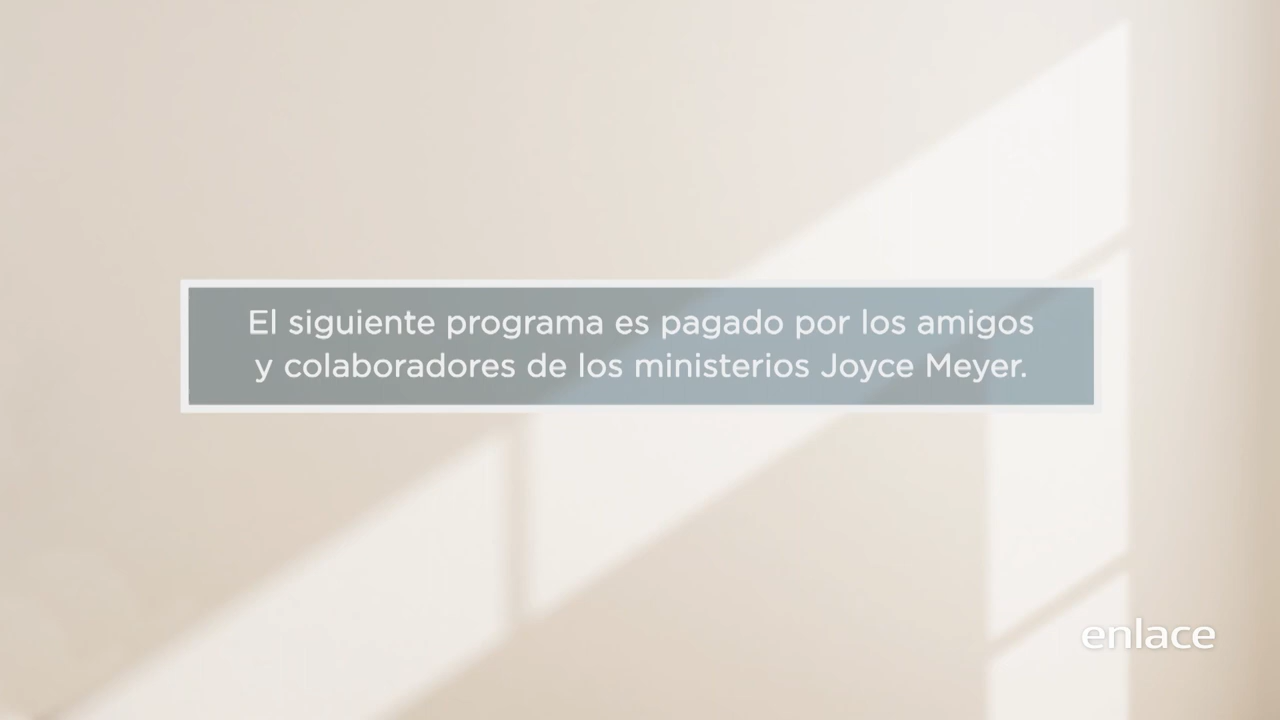 El siguiente programa es pagado por los amigos
y colaboradores de los ministerios Joyce Meyer.
enlace